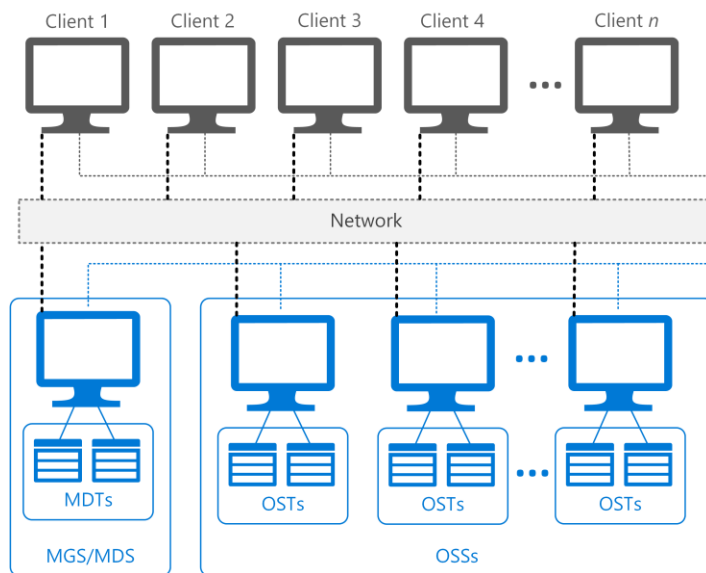 Client 1 Client 2 Client 3 Client 4 Client n
Network
MDTs OSTs OSTs OSTs
MGS/MDS OSSs